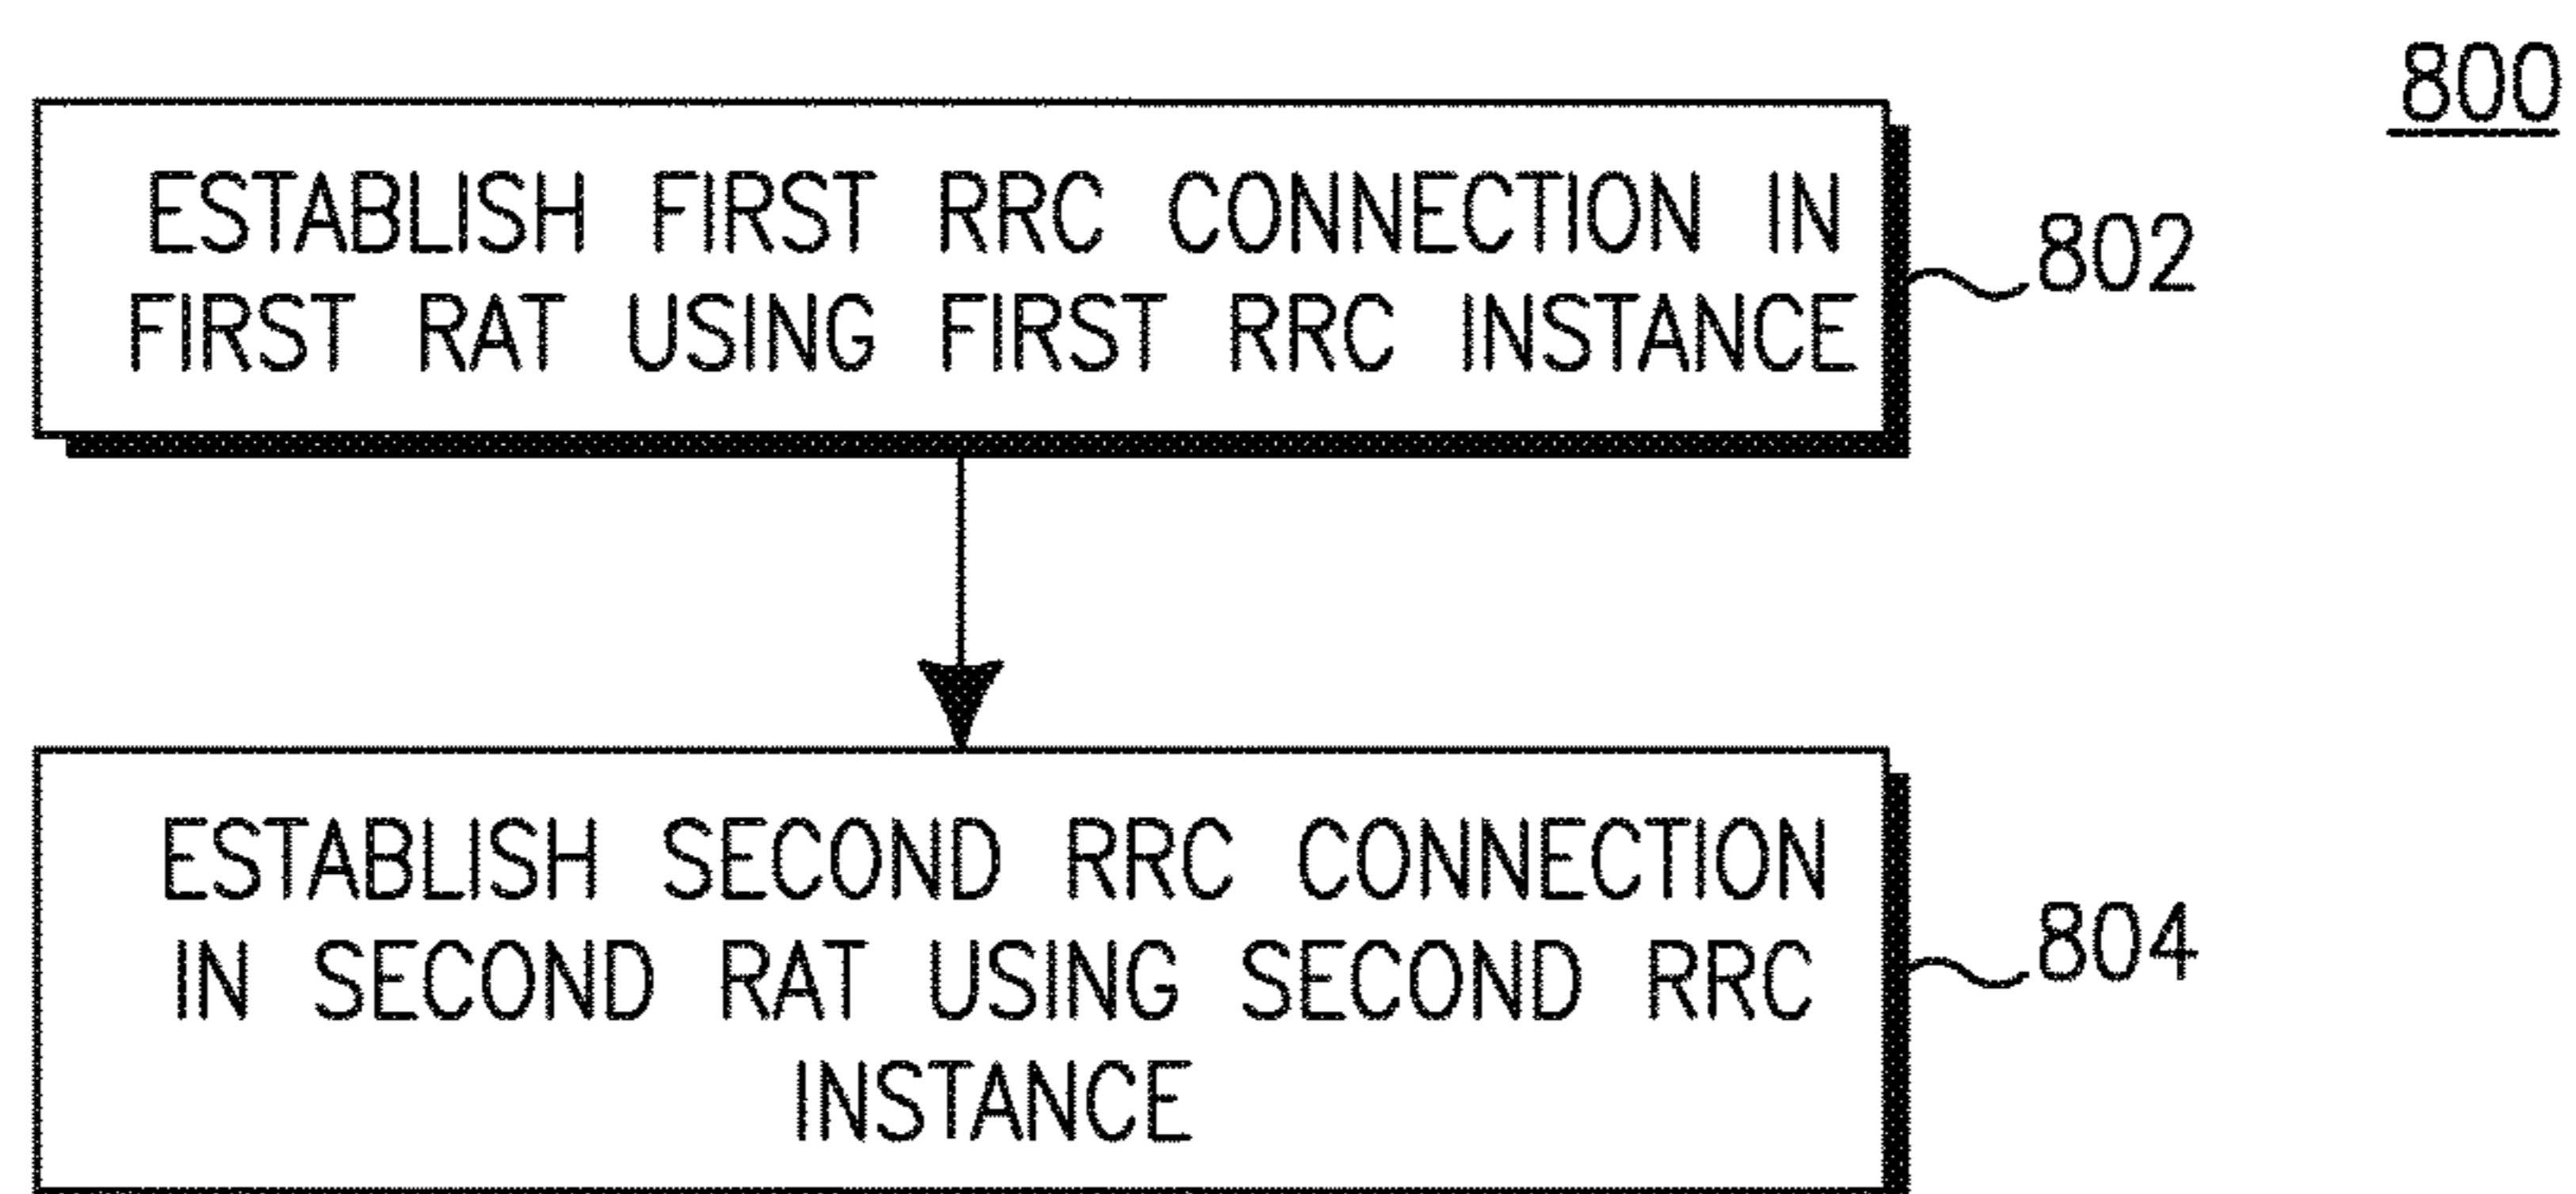 800
ESTABLISH FIRST RRC CONNECTION IN
FIRST RAT USING FIRST RRC INSTANCE
802
ESTABLISH SECOND RRC CONNECTION
IN SECOND RAT USING SECOND RRC
INSTANCE
804